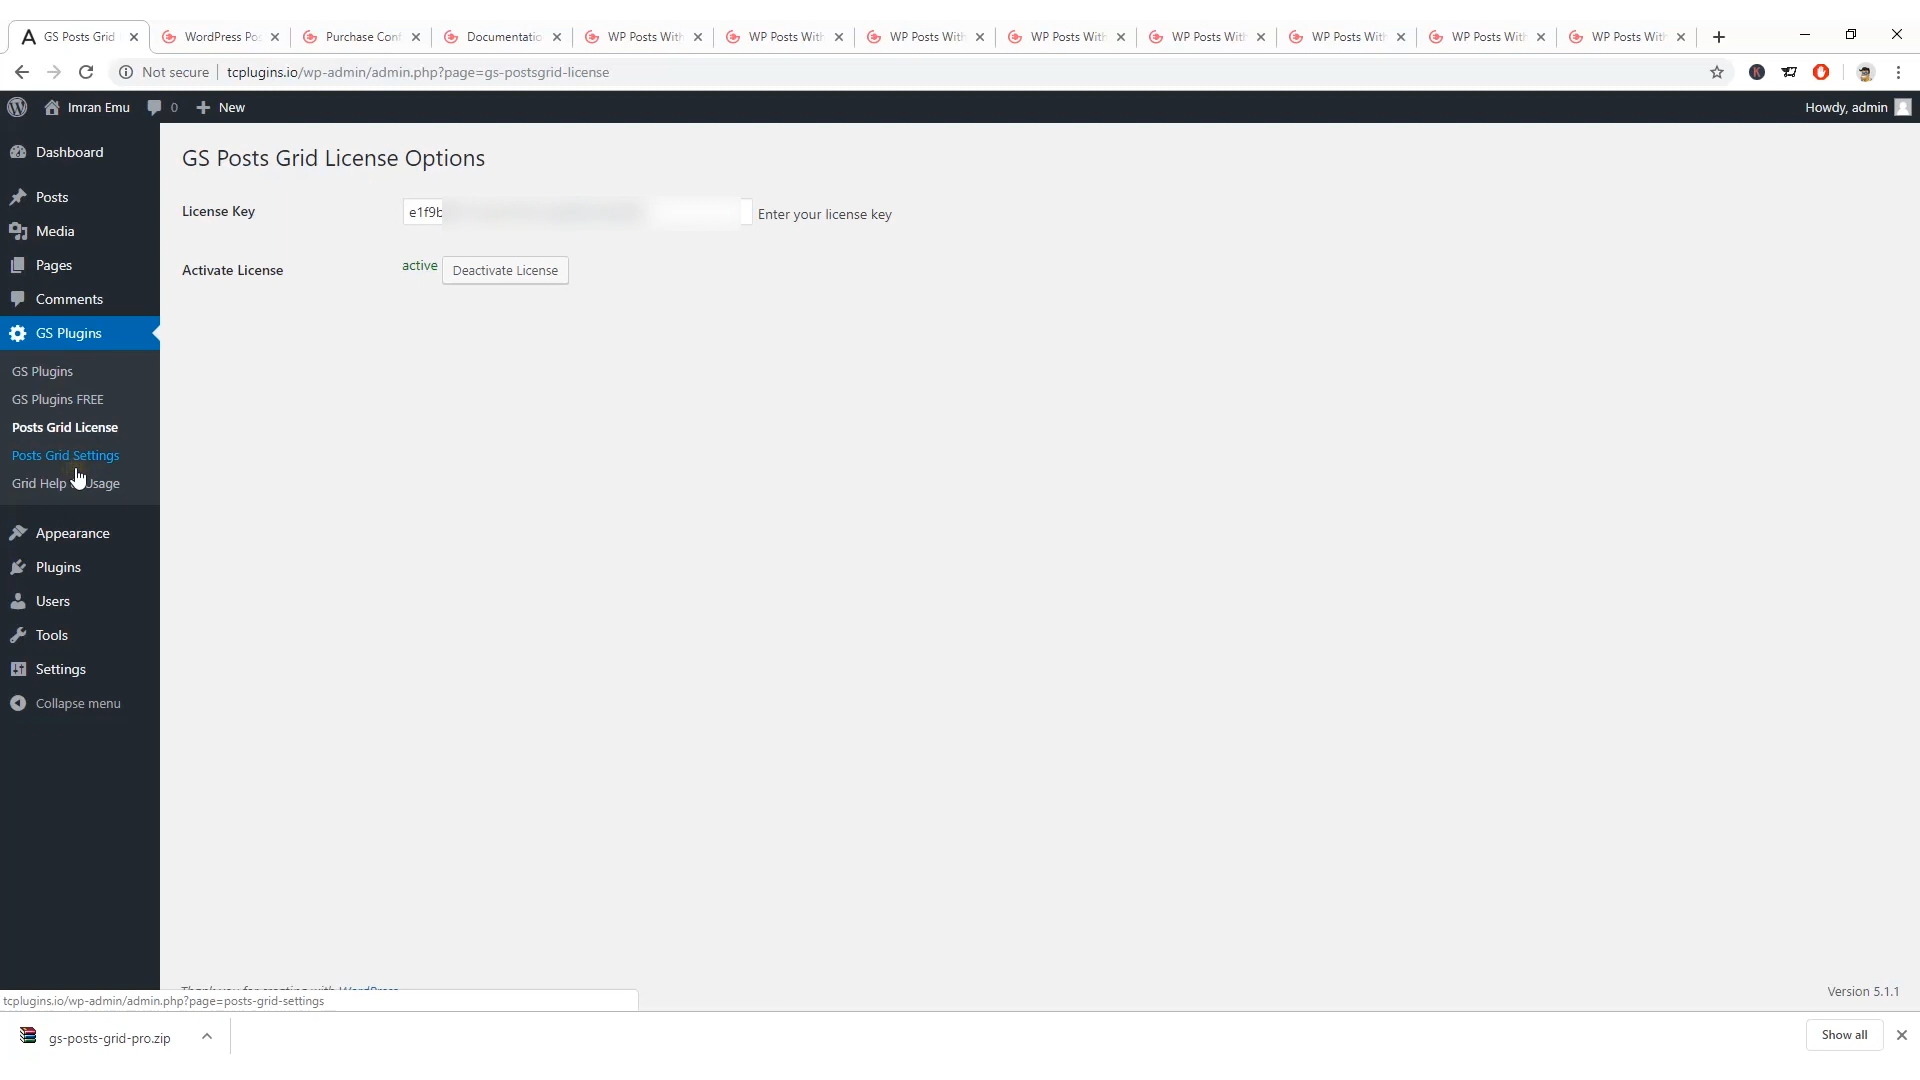 GS Posts Grid
WordPress Po
Purchase Conf
Documentatio
WP Posts With
WP Posts With
WP Posts With
WP Posts With
WP Posts With
WP Posts With
WP Posts With
WP Posts With
Not secure
tcplugins.io/wp-admin/admin.php?page=gs-postsgrid-license
Imran Emu
0
New
Howdy, admin
Dashboard
Posts
Media
Pages
Comments
GS Plugins
GS Plugins
GS Plugins FREE
Posts Grid License
Posts Grid Settings
Grid Help Usage
Appearance
Plugins
Users
Tools
Settings
Collapse menu
GS Posts Grid License Options
License Key
e1f9b
Enter your license key
Activate License
active
Deactivate License
Thank you for creating with WordPress
Version 5.1.1
tcplugins.io/wp-admin/admin.php?page=posts-grid-settings
gs-posts-grid-pro.zip
Show all